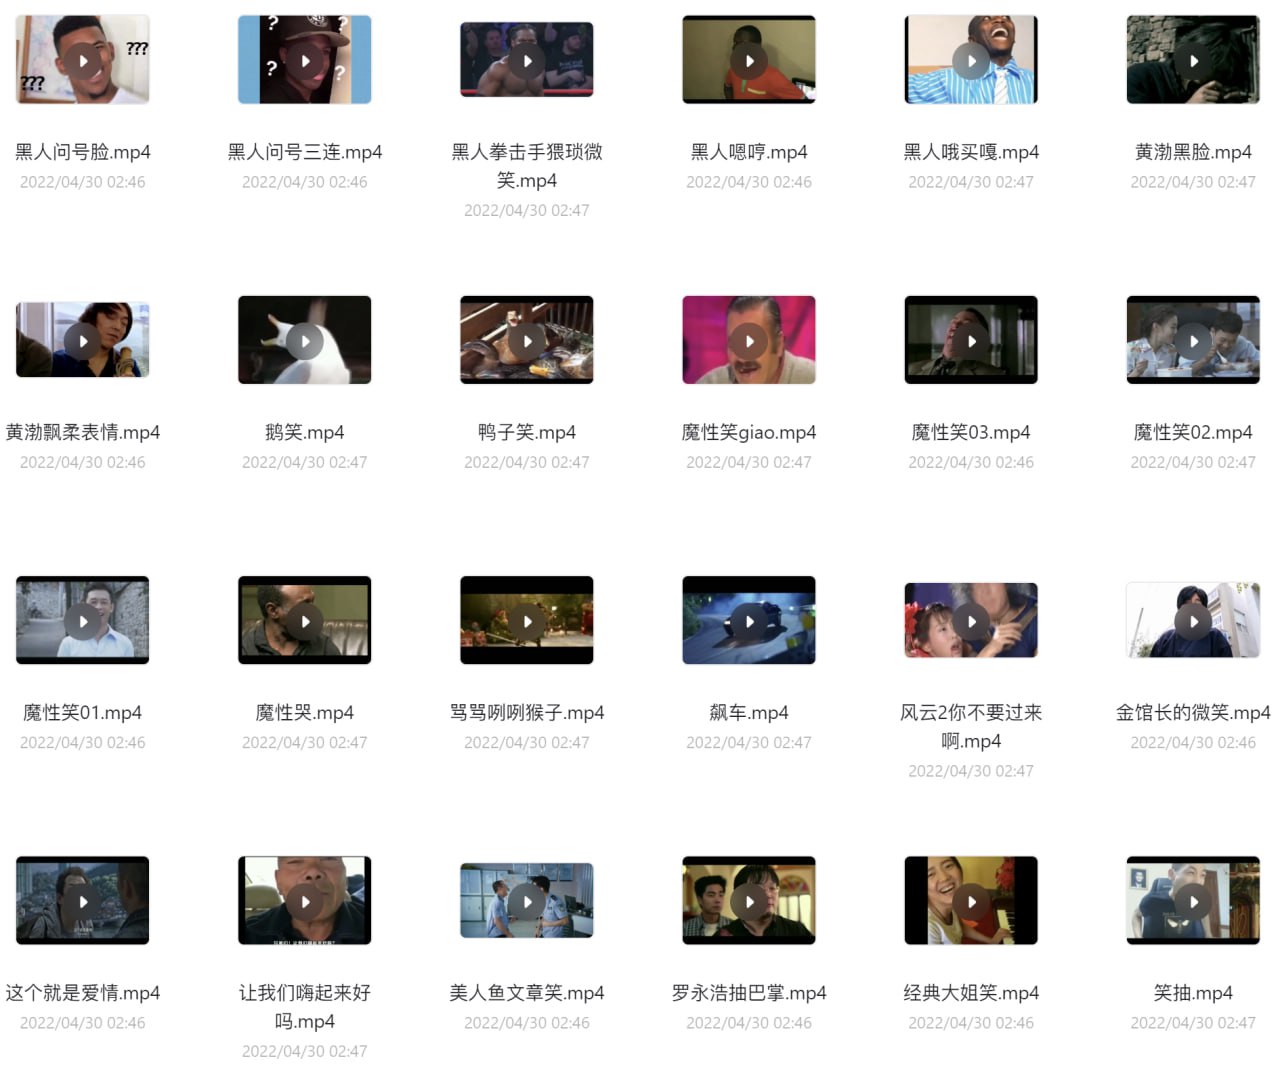 ???
???
?
?
?
?
黑人问号脸.mp4
2022/04/30 02:46
黑人问号三连.mp4
2022/04/30 02:46
黑人拳击手猥琐微
笑.mp4
2022/04/30 02:47
黑人嗯哼.mp4
2022/04/30 02:46
黑人哦买嘎.mp4
2022/04/30 02:47
黄渤黑脸.mp4
2022/04/30 02:47
黄渤飘柔表情.mp4
2022/04/30 02:46
鹅笑.mp4
2022/04/30 02:47
鸭子笑.mp4
2022/04/30 02:47
魔性笑giao.mp4
2022/04/30 02:47
魔性笑03.mp4
2022/04/30 02:46
魔性笑02.mp4
2022/04/30 02:47
魔性笑01.mp4
2022/04/30 02:46
魔性哭.mp4
2022/04/30 02:47
骂骂咧咧猴子.mp4
2022/04/30 02:47
飙车.mp4
2022/04/30 02:47
风云2你不要过来
啊.mp4
2022/04/30 02:47
金馆长的微笑.mp4
2022/04/30 02:46
这个就是爱情.mp4
2022/04/30 02:46
让我们嗨起来好
吗.mp4
2022/04/30 02:47
美人鱼文章笑.mp4
2022/04/30 02:46
罗永浩抽巴掌.mp4
2022/04/30 02:46
经典大姐笑.mp4
2022/04/30 02:46
笑抽.mp4
2022/04/30 02:47